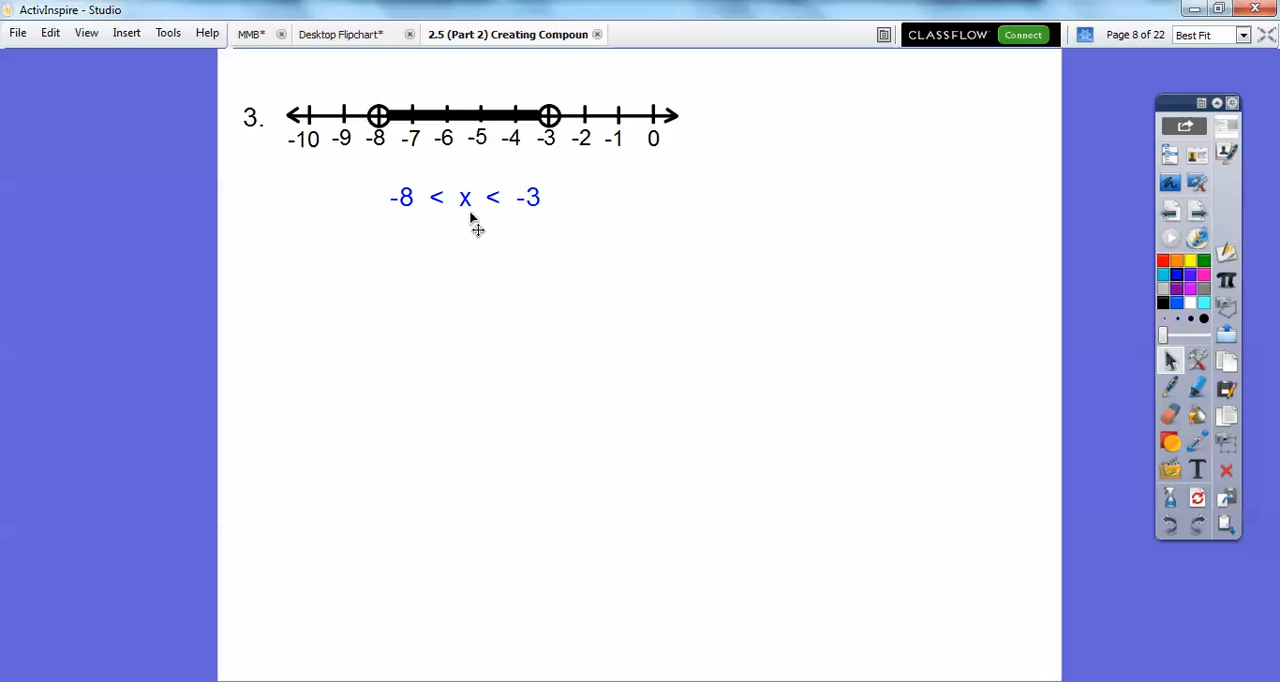 ActivInspire - Studio
File Edit View Insert Tools Help MMB* Desktop Flipchart* 2.5 (Part 2) Creating Compoun CLASSFLOW Connect Page 8 of 22 Best Fit
3.
-10 -9 -8 -7 -6 -5 -4 -3 -2 -1 0
-8 < x < -3